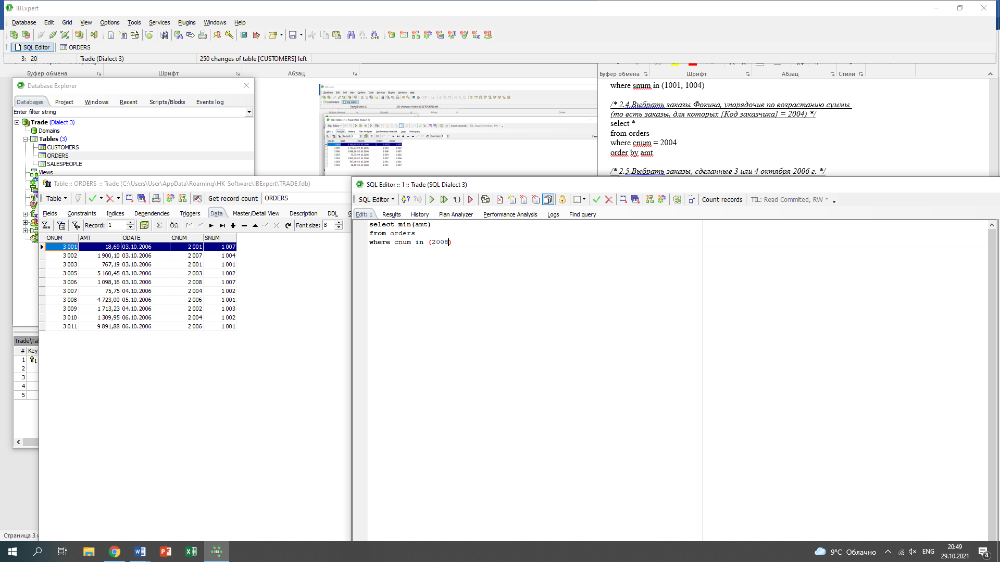 IBExpert
Database Edit Grid View Options Tools Services Plugins Windows Help
SQL Editor ORDERS
3: 20 Trade (Dialect 3) 250 changes of table [CUSTOMERS] left
Буфер обмена Шрифт Абзац
Буфер обмена Шрифт Абзац Стили
Database Explorer
Databases Project Windows Recent Scripts/Blocks Events log
Enter filter string
Trade (Dialect 3)
Domains
Tables (3)
CUSTOMERS
ORDERS
SALESPEOPLE
Views
where snum in (1001, 1004)
/* 2.4.Выбрать заказы Фокина, упорядочив по возрастанию суммы
(то есть заказы, для которых [Код заказчика] = 2004) */
select *
from orders
where cnum = 2004
order by amt
/* 2.5.Выбрать заказы, сделанные 3 или 4 октября 2006 г. */
Table :: ORDERS :: Trade (C:\Users\User\AppData\Roaming\HK-Software\IBExpert\TRADE.fdb)
Table Get record count ORDERS
Fields Constraints Indices Dependencies Triggers Data Master/Detail View Description DDL G
Record: 1 Font size: 8
ONUM AMT ODATE CNUM SNUM
3 001 18,69 03.10.2006 2 001 1 007
3 002 1 900,10 03.10.2006 2 007 1 004
3 003 767,19 03.10.2006 2 001 1 001
3 005 5 160,45 03.10.2006 2 003 1 002
3 006 1 098,16 03.10.2006 2 008 1 007
3 007 75,75 04.10.2006 2 004 1 002
3 008 4 723,00 05.10.2006 2 006 1 001
3 009 1 713,23 04.10.2006 2 002 1 003
3 010 1 309,95 06.10.2006 2 004 1 002
3 011 9 891,88 06.10.2006 2 006 1 001
Trade\Ta
# Key
1
2
3
4
5
SQL Editor :: 1 :: Trade (SQL Dialect 3)
SQL Editor Count records TIL: Read Commited, RW
Edit: 1 Results History Plan Analyzer Performance Analysis Logs Find query
select min(amt)
from orders
where cnum in (2008)
Страница 3
9°C Облачно ENG 20:49
29.10.2021
4